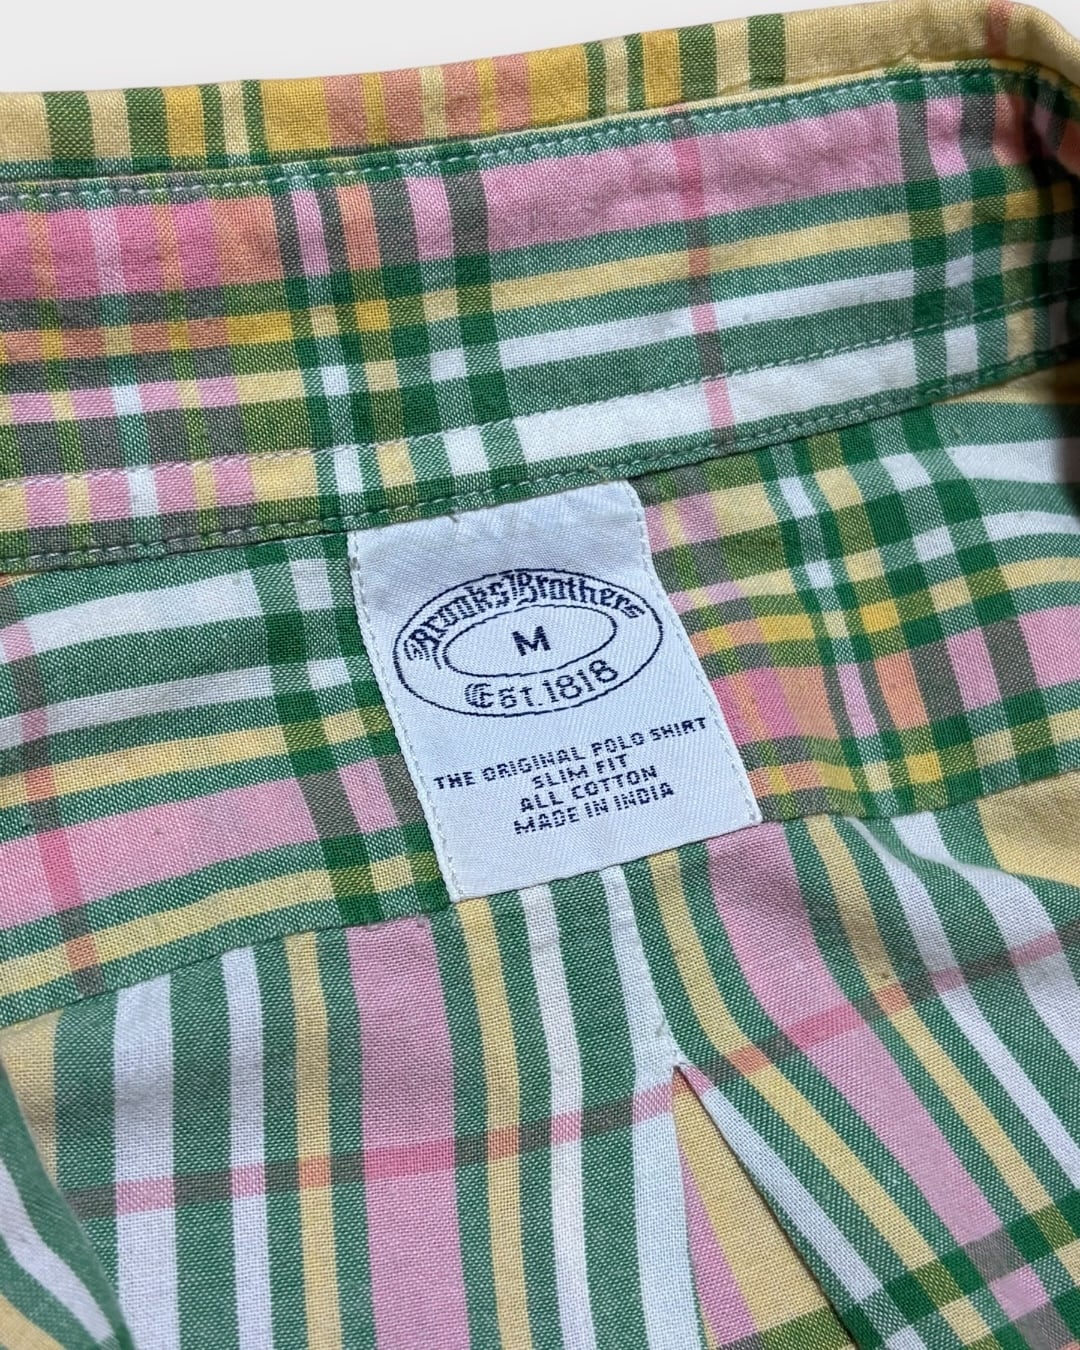 Brooks Brothers
M
Est. 1818
THE ORIGINAL POLO SHIRT
SLIM FIT
ALL COTTON
MADE IN INDIA